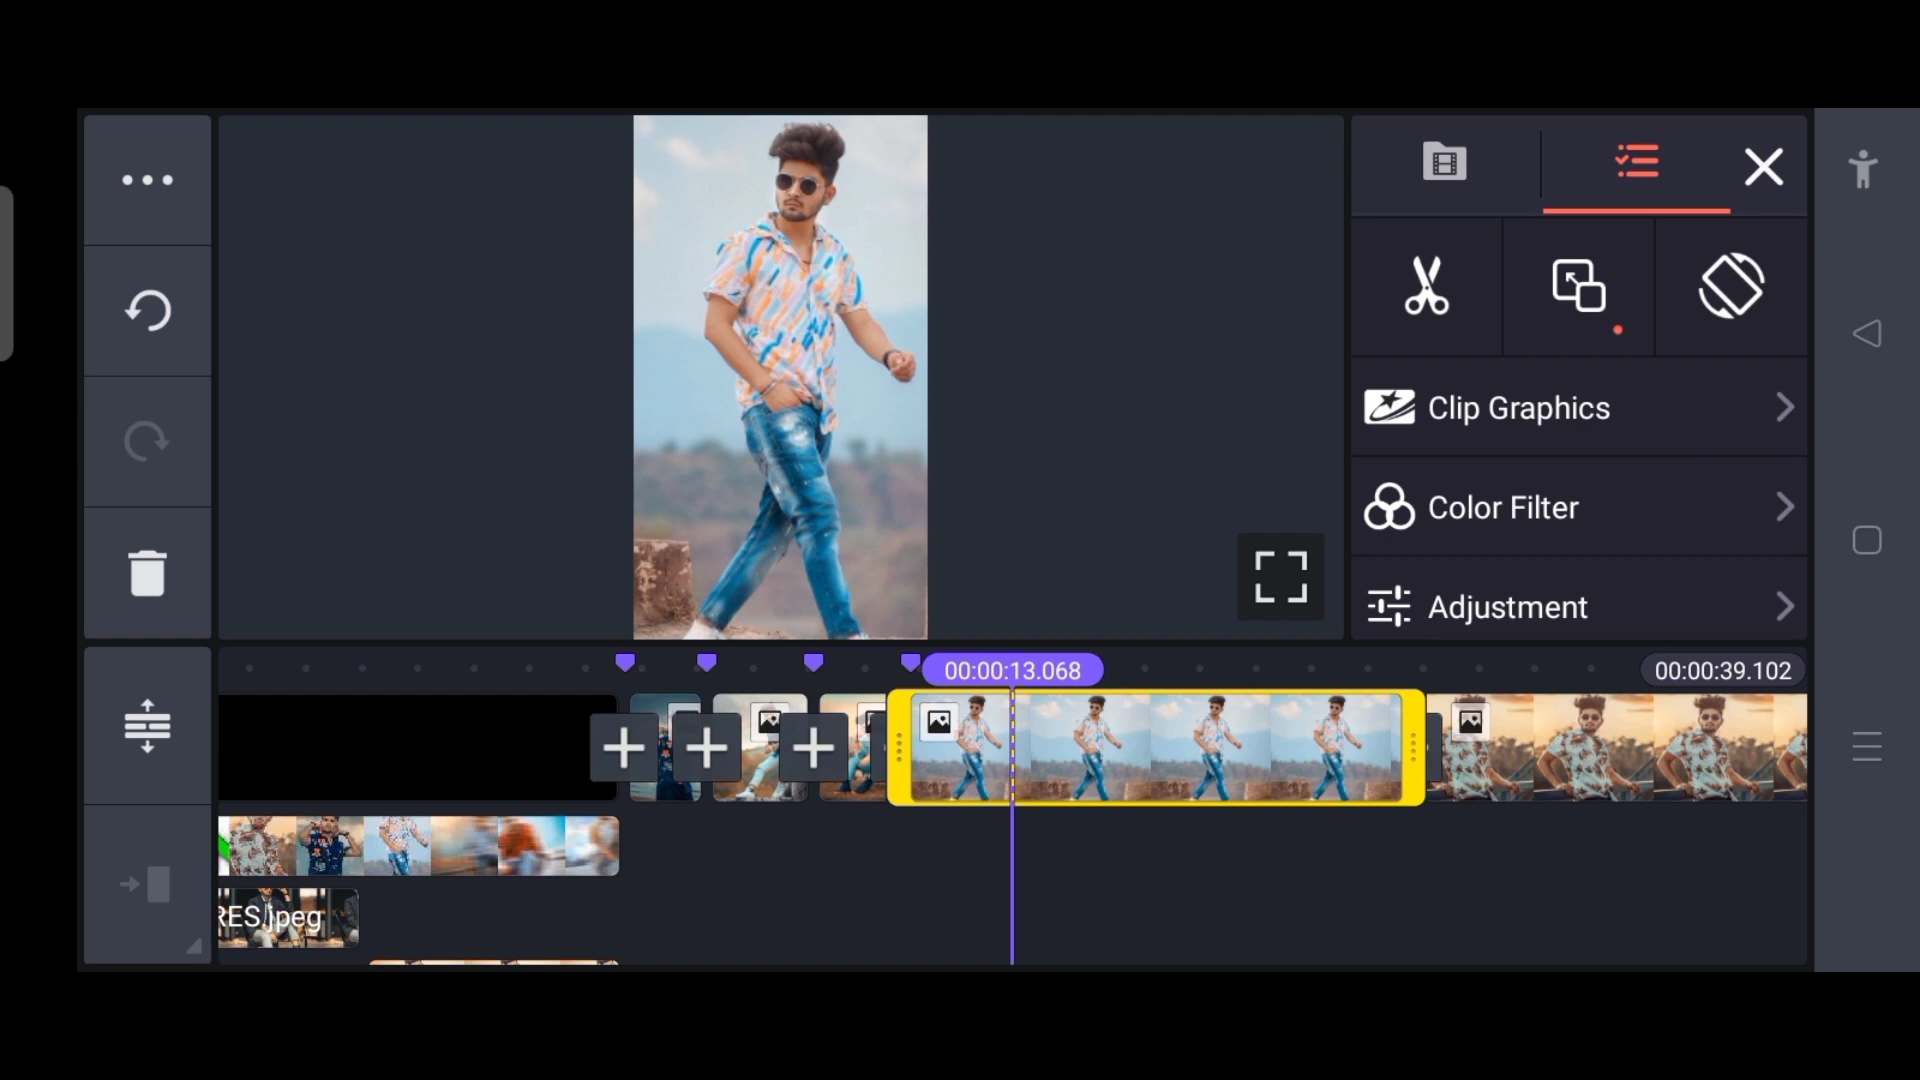 Clip Graphics
Color Filter
Adjustment
00:00:13.068
00:00:39.102
RES.jpeg